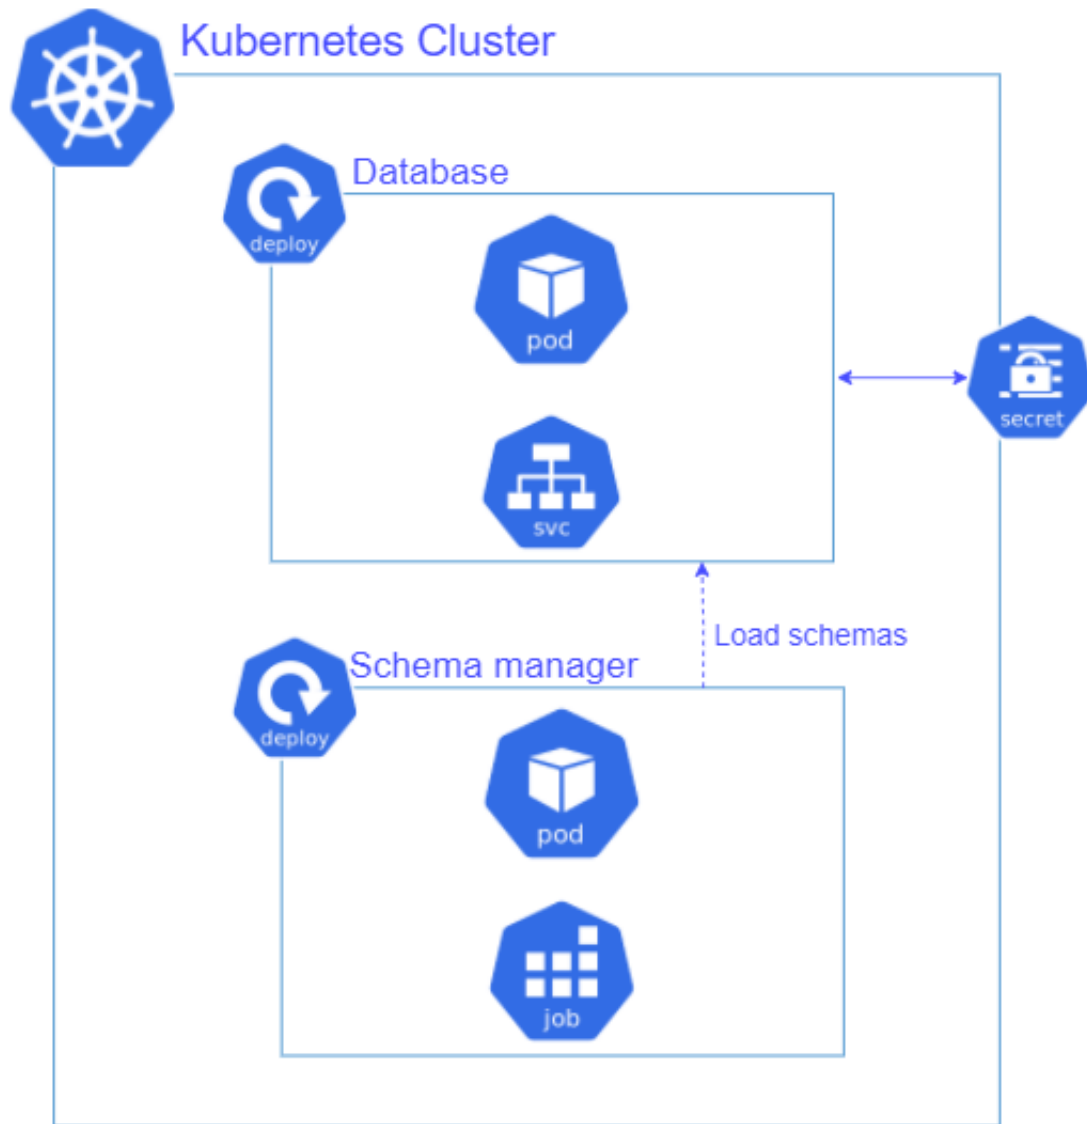 Kubernetes Cluster
Database
deploy
pod
secret
svc
Load schemas
Schema manager
deploy
pod
job